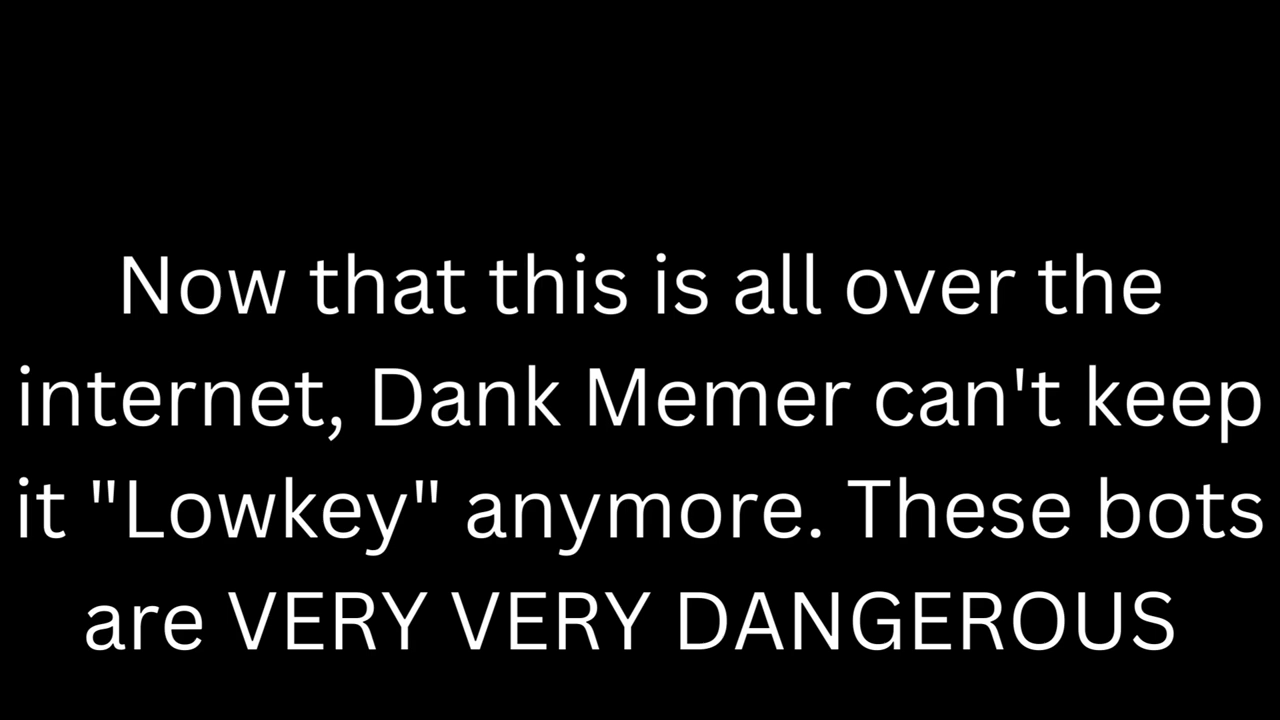 Now that this is all over the
internet, Dank Memer can't keep
it "Lowkey" anymore. These bots
are VERY VERY DANGEROUS